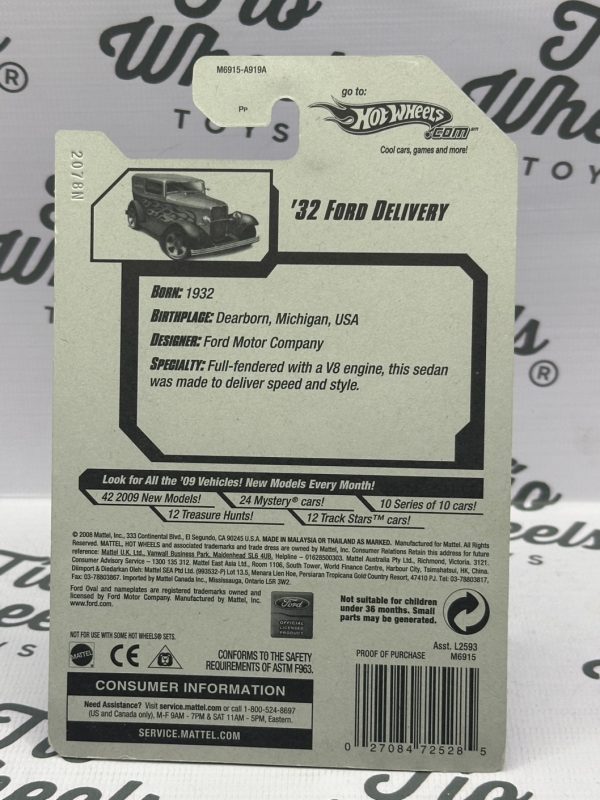 M6915-A919A
PP
go to:
HOT WHEELS
.COM
Cool cars, games and more!
2078N
'32 FORD DELIVERY
BORN: 1932
BIRTHPLACE: Dearborn, Michigan, USA
DESIGNER: Ford Motor Company
SPECIALTY: Full-fendered with a V8 engine, this sedan
was made to deliver speed and style.
Look for All the '09 Vehicles! New Models Every Month!
42 2009 New Models!
24 Mystery® cars!
10 Series of 10 cars!
12 Treasure Hunts!
12 Track Stars™ cars!
© 2008 Mattel, Inc., 333 Continental Blvd., El Segundo, CA 90245 U.S.A. MADE IN MALAYSIA OR THAILAND AS MARKED. Manufactured for Mattel. All Rights
Reserved. MATTEL, HOT WHEELS and associated trademarks and trade dress are owned by Mattel, Inc. Consumer Relations Retain this address for future
reference: Mattel U.K. Ltd., Vanwall Business Park, Maidenhead SL6 4UB. Helpline – 01628500303. Mattel Australia Pty Ltd., Richmond, Victoria. 3121.
Consumer Advisory Service – 1300 135 312. Mattel East Asia Ltd., Room 1106, South Tower, World Finance Centre, Harbour City, Tsimshatsui, HK, China.
Diimport & Diedarkan Oleh: Mattel SEA Ptd Ltd. (993532-P) Lot 13.5, Menara Lien Hoe, Persiaran Tropicana Golf Country Resort, 47410 PJ. Tel: 03-78803817,
Fax: 03-78803867. Imported by Mattel Canada Inc., Mississauga, Ontario L5R 3W2.
Ford Oval and nameplates are registered trademarks owned and
licensed by Ford Motor Company. Manufactured by Mattel, Inc.
www.ford.com.
Ford
OFFICIAL
LICENSED
PRODUCT
Not suitable for children
under 36 months. Small
parts may be generated.
NOT FOR USE WITH SOME HOT WHEELS® SETS.
MATTEL
CE
0-3
CONFORMS TO THE SAFETY
REQUIREMENTS OF ASTM F963.
Asst. L2593
PROOF OF PURCHASE M6915
CONSUMER INFORMATION
Need Assistance? Visit service.mattel.com or call 1-800-524-8697
(US and Canada only), M-F 9AM - 7PM & SAT 11AM - 5PM, Eastern.
SERVICE.MATTEL.COM
0 27084 72528 5
Tio
Wheels
®
TOYS